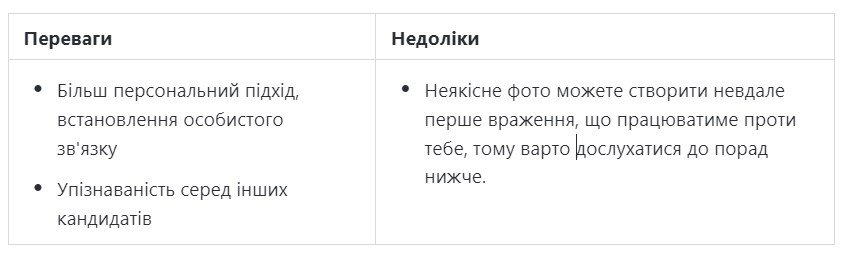 Переваги
Недоліки
Більш персональний підхід,
встановлення особистого
зв'язку
Упізнаваність серед інших
кандидатів
Неякісне фото можете створити невдале
перше враження, що працюватиме проти
тебе, тому варто дослухатися до порад
нижче.